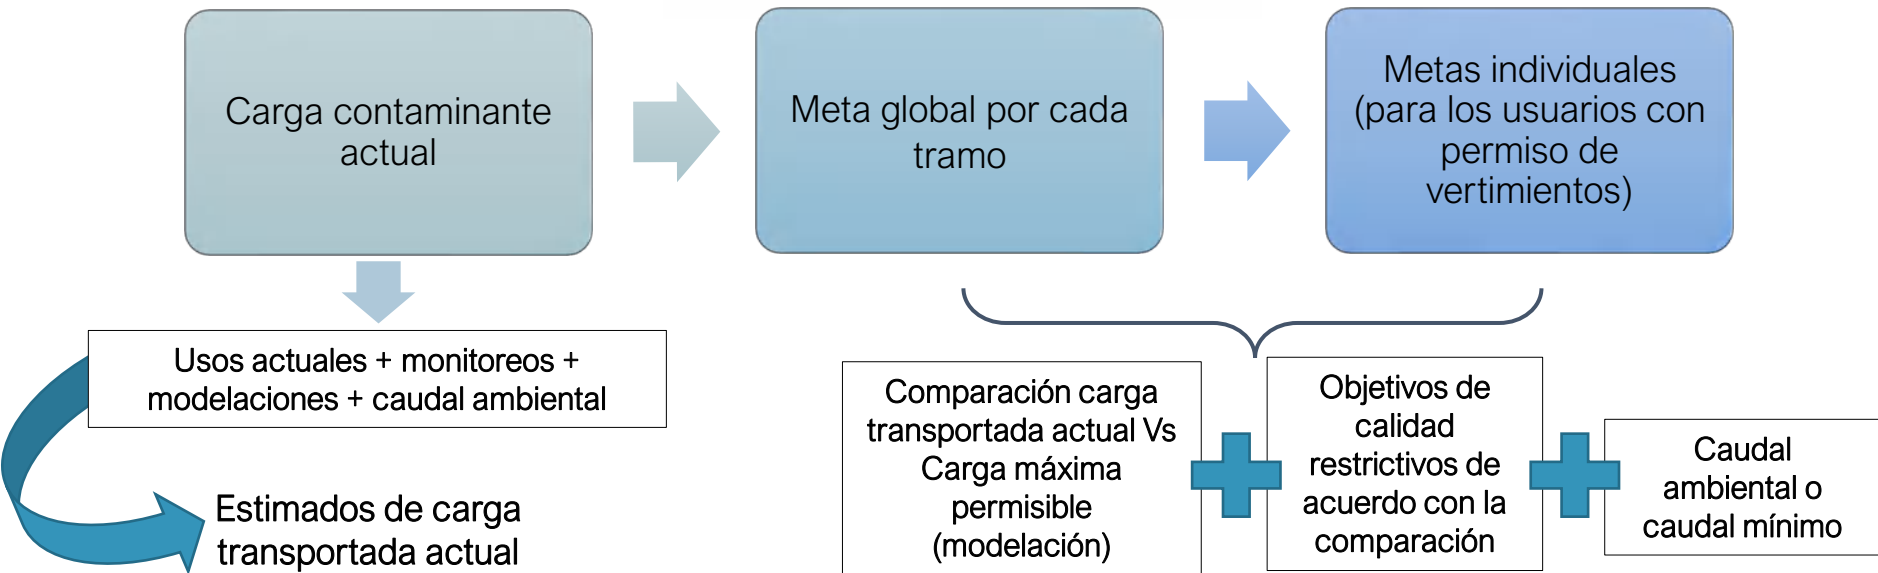 Carga contaminante
actual
Meta global por cada
tramo
Metas individuales
(para los usuarios con
permiso de
vertimientos)
Usos actuales + monitoreos +
modelaciones + caudal ambiental
Estimados de carga
transportada actual
Comparación carga
transportada actual Vs
Carga máxima
permisible
(modelación)
Objetivos de
calidad
restrictivos de
acuerdo con la
comparación
Caudal
ambiental o
caudal mínimo